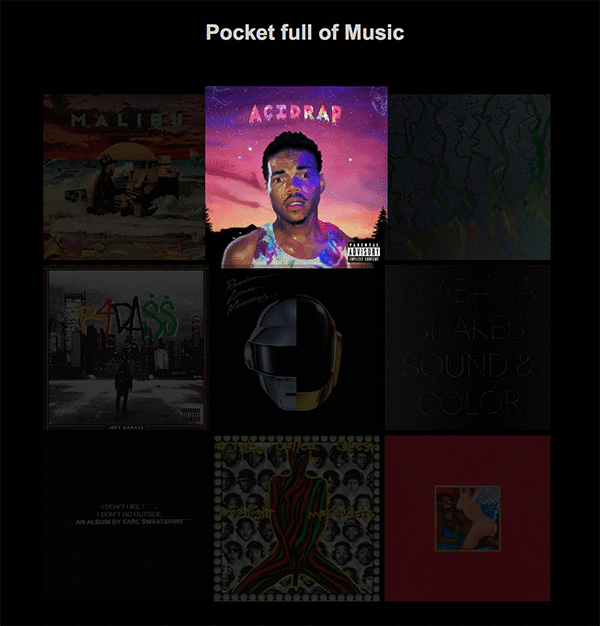 Pocket full of Music
MALIBU
ACIDRAP
PARENTAL
ADVISORY
EXPLICIT CONTENT
B4DA$$
JOEY BADA$$
Random
Access
Memories
ALABAMA
SHAKES
SOUND &
COLOR
I DON'T LIKE S
I DON'T GO OUTSIDE
AN ALBUM BY EARL SWEATSHIRT
A Tribe Called Quest
Midnight Marauders